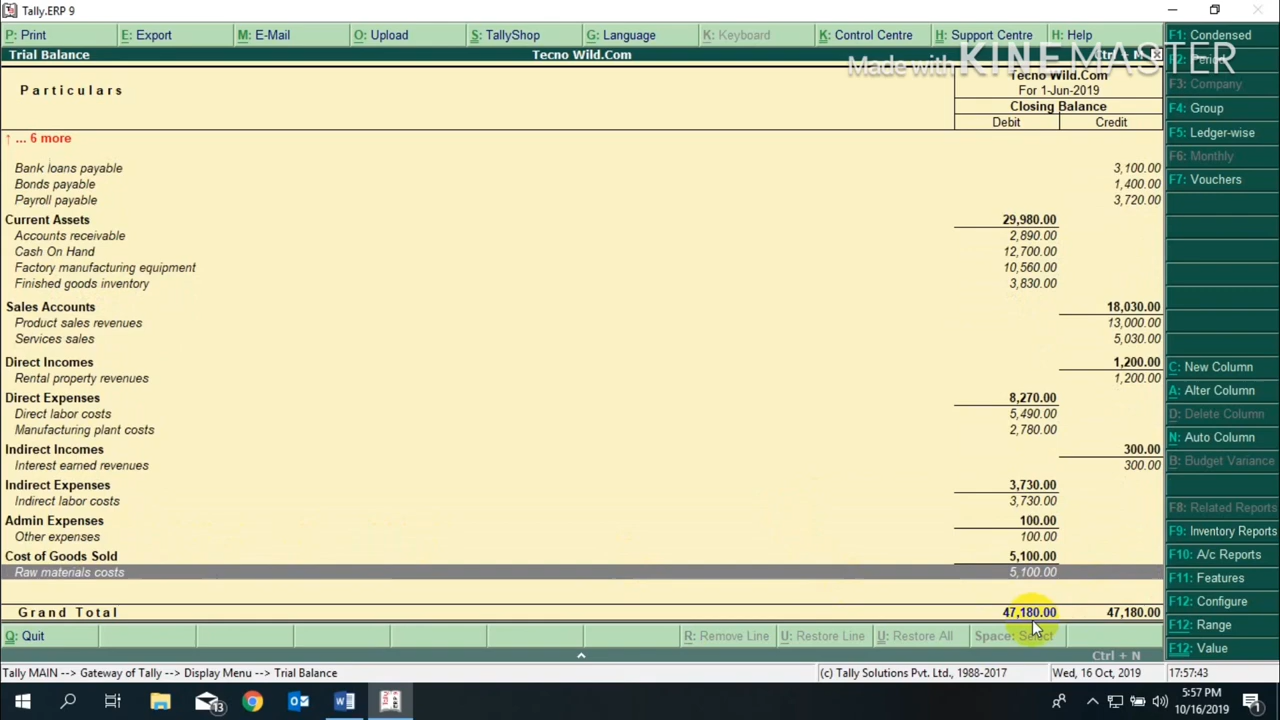 Tally.ERP 9
P: Print
E: Export
M: E-Mail
O: Upload
S: TallyShop
G: Language
K: Keyboard
K: Control Centre
H: Support Centre
H: Help
F1: Condensed
Trial Balance
Tecno Wild.Com
Ctrl + N
Made with KINEMASTER
F2: Period
Particulars
Tecno Wild.Com
For 1-Jun-2019
Closing Balance
Debit Credit
F3: Company
F4: Group
F5: Ledger-wise
F6: Monthly
F7: Vouchers
↑ ... 6 more
Bank loans payable 3,100.00
Bonds payable 1,400.00
Payroll payable 3,720.00
Current Assets 29,980.00
Accounts receivable 2,890.00
Cash On Hand 12,700.00
Factory manufacturing equipment 10,560.00
Finished goods inventory 3,830.00
Sales Accounts 18,030.00
Product sales revenues 13,000.00
Services sales 5,030.00
Direct Incomes 1,200.00
Rental property revenues 1,200.00
Direct Expenses 8,270.00
Direct labor costs 5,490.00
Manufacturing plant costs 2,780.00
Indirect Incomes 300.00
Interest earned revenues 300.00
Indirect Expenses 3,730.00
Indirect labor costs 3,730.00
Admin Expenses 100.00
Other expenses 100.00
Cost of Goods Sold 5,100.00
Raw materials costs 5,100.00
Grand Total 47,180.00 47,180.00
C: New Column
A: Alter Column
D: Delete Column
N: Auto Column
B: Budget Variance
F8: Related Reports
F9: Inventory Reports
F10: A/c Reports
F11: Features
F12: Configure
F12: Range
F12: Value
Q: Quit
R: Remove Line
U: Restore Line
U: Restore All
Space: Select
Ctrl + N
Tally MAIN --> Gateway of Tally --> Display Menu --> Trial Balance
(c) Tally Solutions Pvt. Ltd., 1988-2017
Wed, 16 Oct, 2019
17:57:43
13
5:57 PM
10/16/2019
1